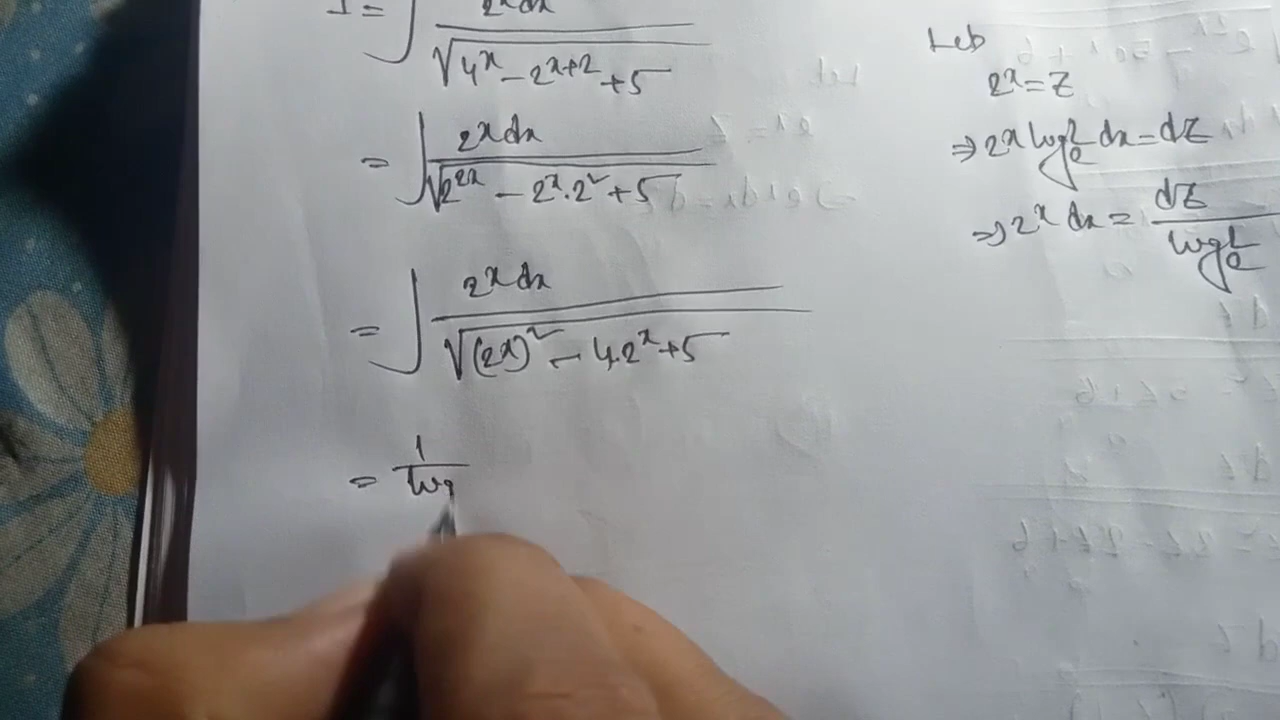 I = ∫ 2^x dx / √(4^x − 2^(x+2) + 5)
= ∫ 2^x dx / √(2^(2x) − 2^x · 2^2 + 5)
= ∫ 2^x dx / √((2^x)^2 − 4.2^x + 5)
= 1 / log
Let
2^x = Z
⇒ 2^x log_e^2 dx = dZ
⇒ 2^x dx = dZ / log_e^2